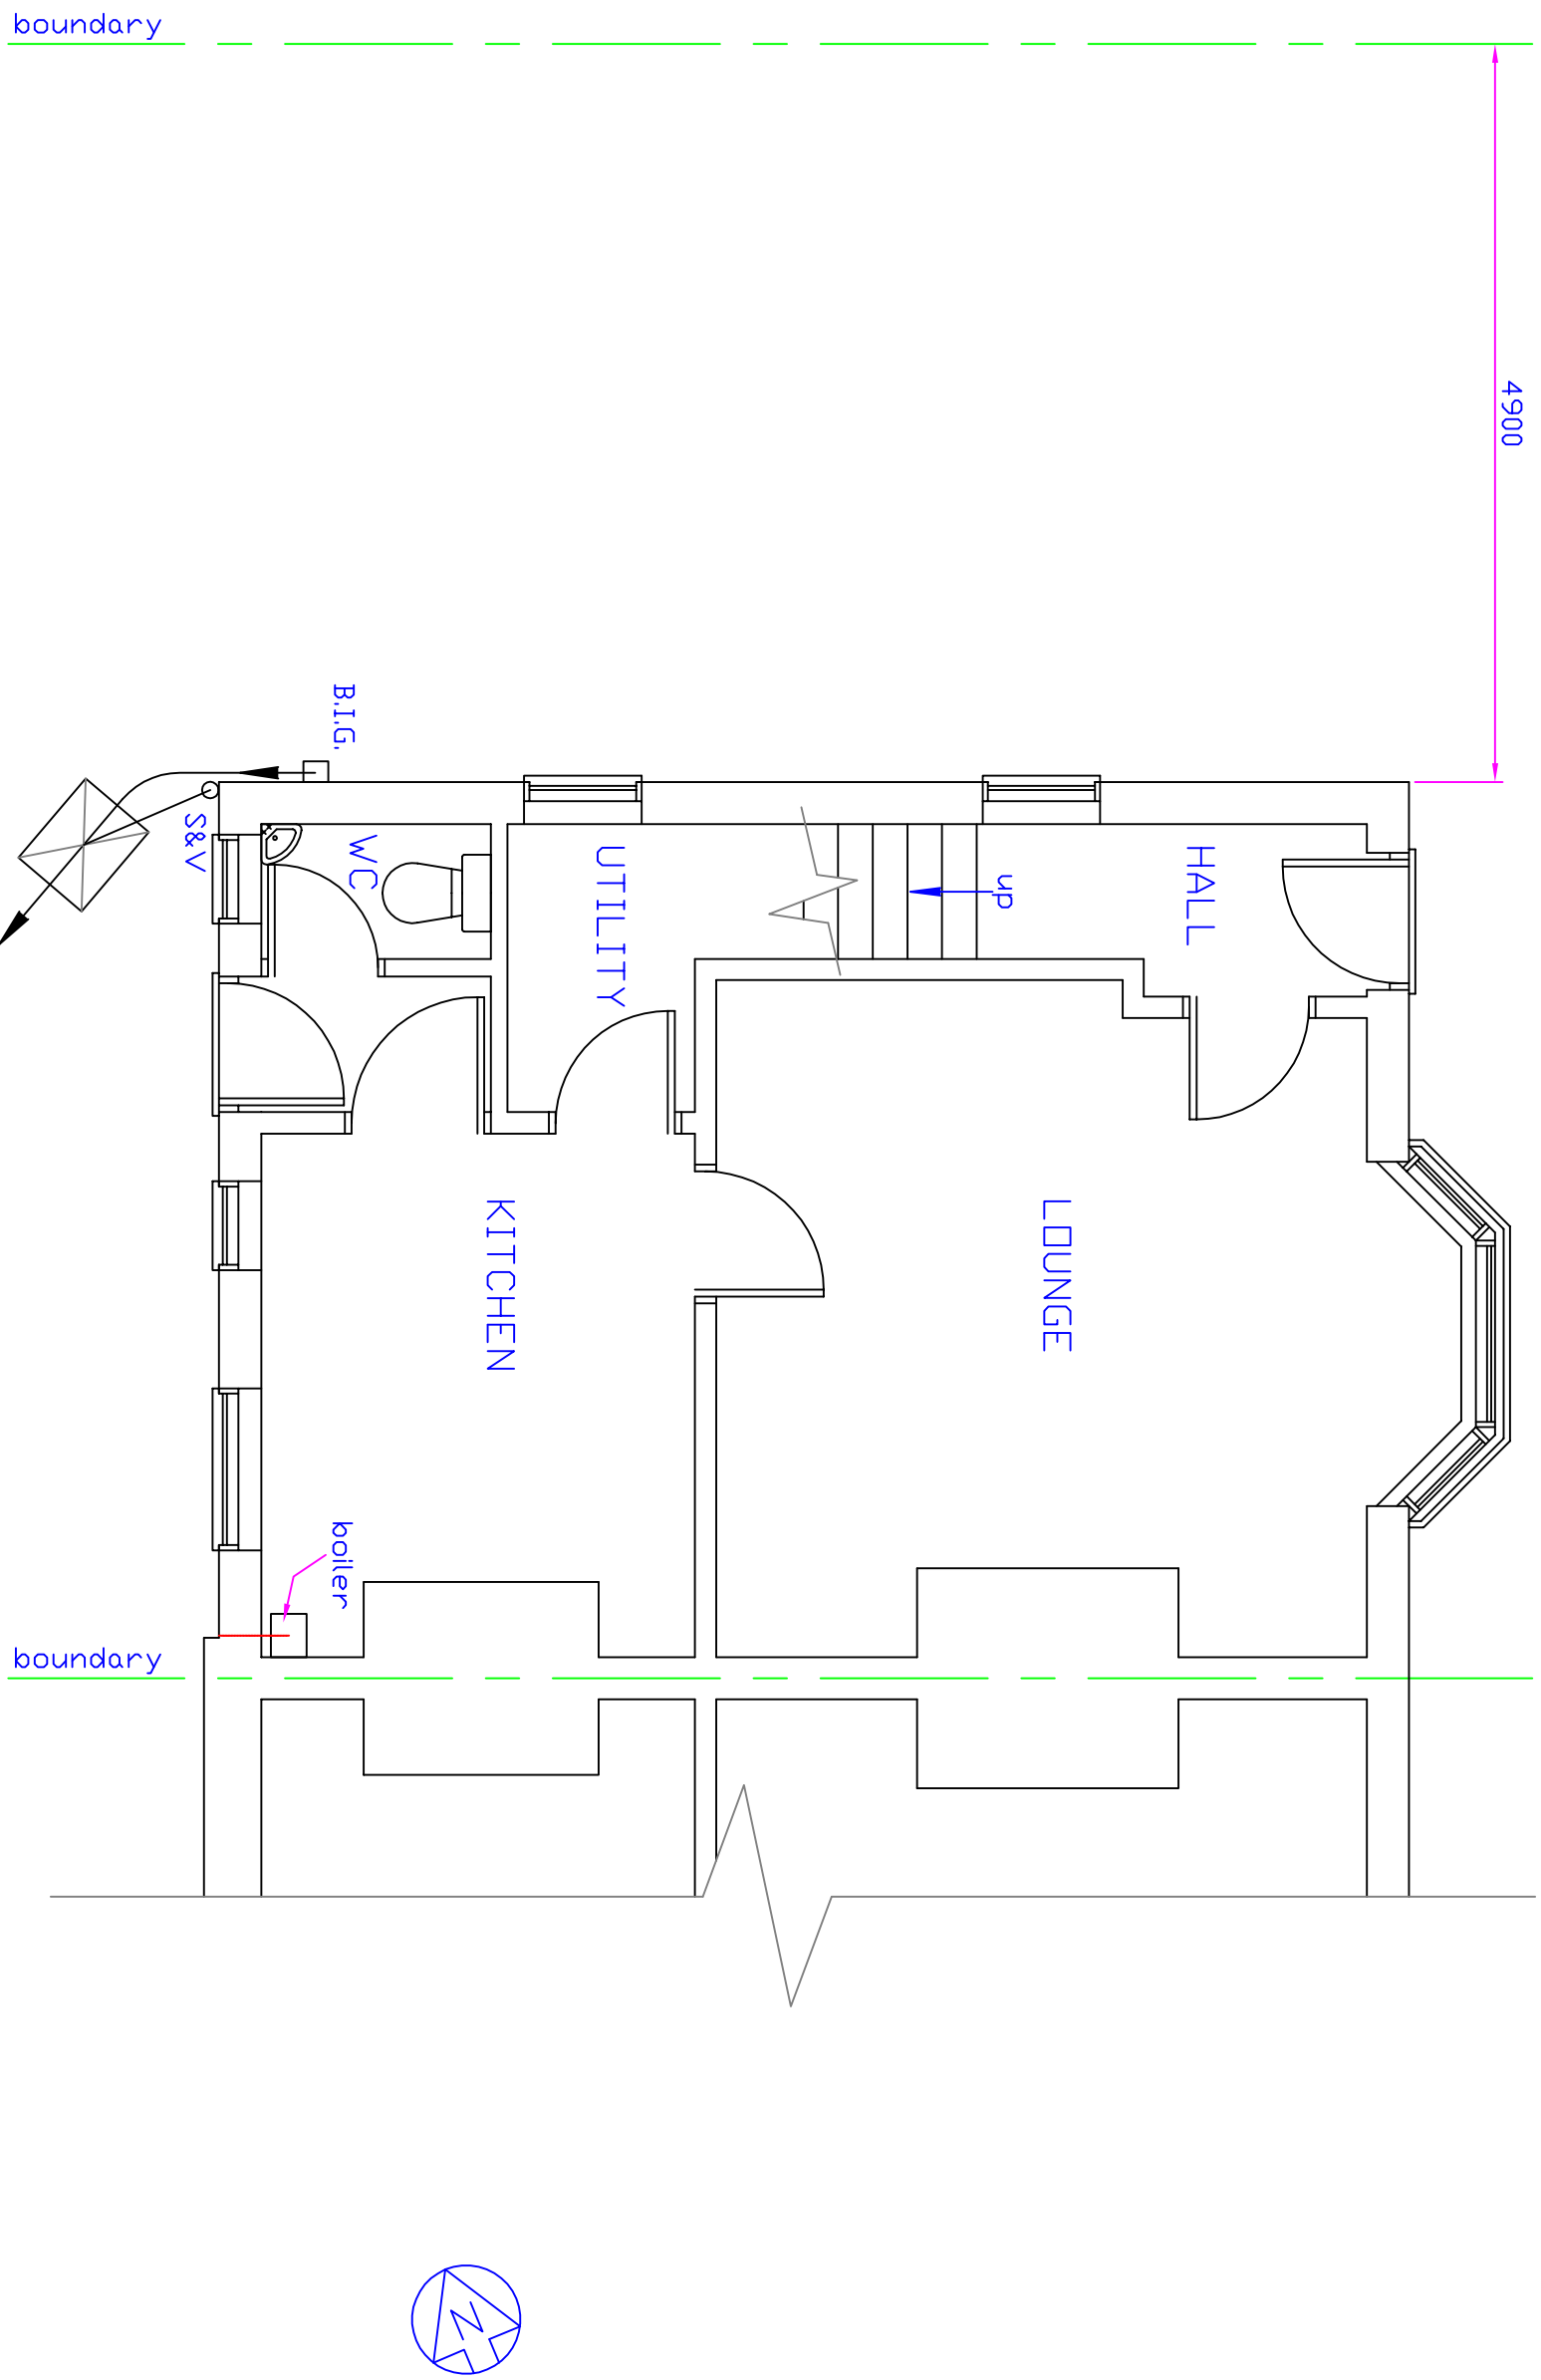 boundary
4900
B.I.G.
S&V
WC
UTILITY
up
HALL
KITCHEN
LOUNGE
boiler
boundary
N